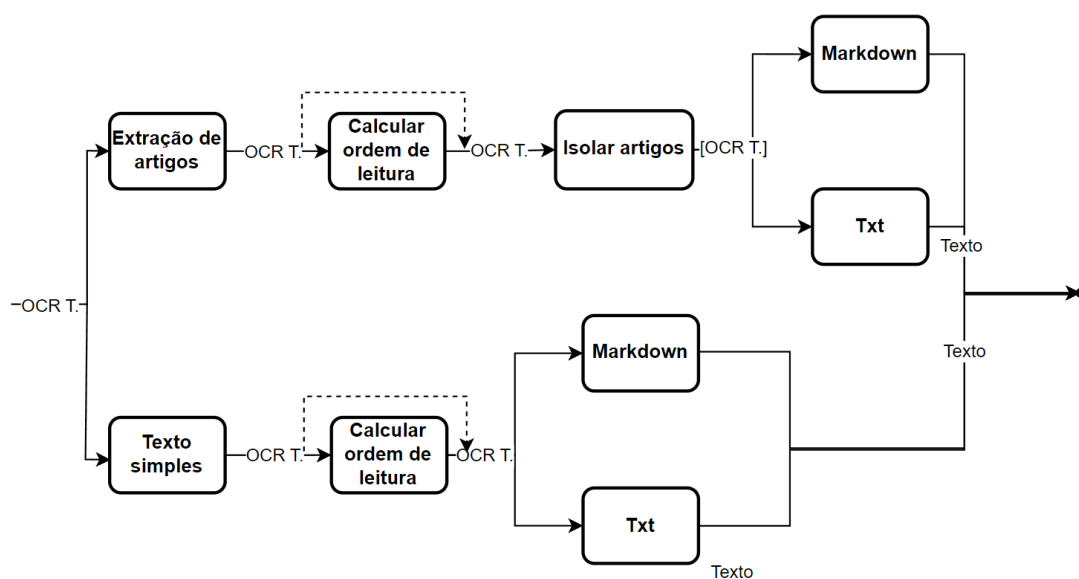 Markdown
Extração de
artigos
OCR T.
Calcular
ordem de
leitura
OCR T.
Isolar artigos
[OCR T.]
Txt
Texto
OCR T.
Markdown
Texto
Texto
simples
OCR T.
Calcular
ordem de
leitura
OCR T.
Txt
Texto